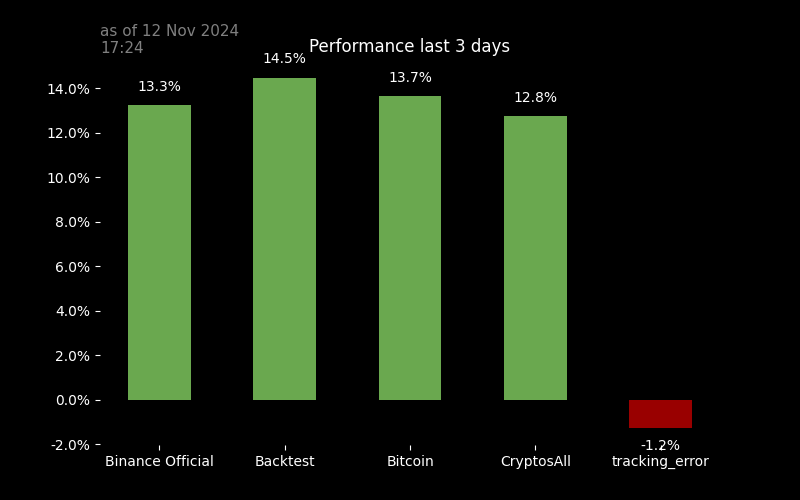 as of 12 Nov 2024
17:24
Performance last 3 days
14.5%
13.3%
13.7%
12.8%
14.0%
12.0%
10.0%
8.0%
6.0%
4.0%
2.0%
0.0%
-2.0%
-1.2%
Binance Official
Backtest
Bitcoin
CryptosAll
tracking_error